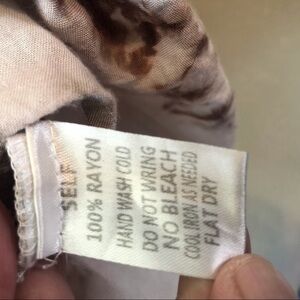 SELF
100% RAYON
HAND WASH COLD
DO NOT WRING
NO BLEACH
COOL IRON AS NEEDED
FLAT DRY